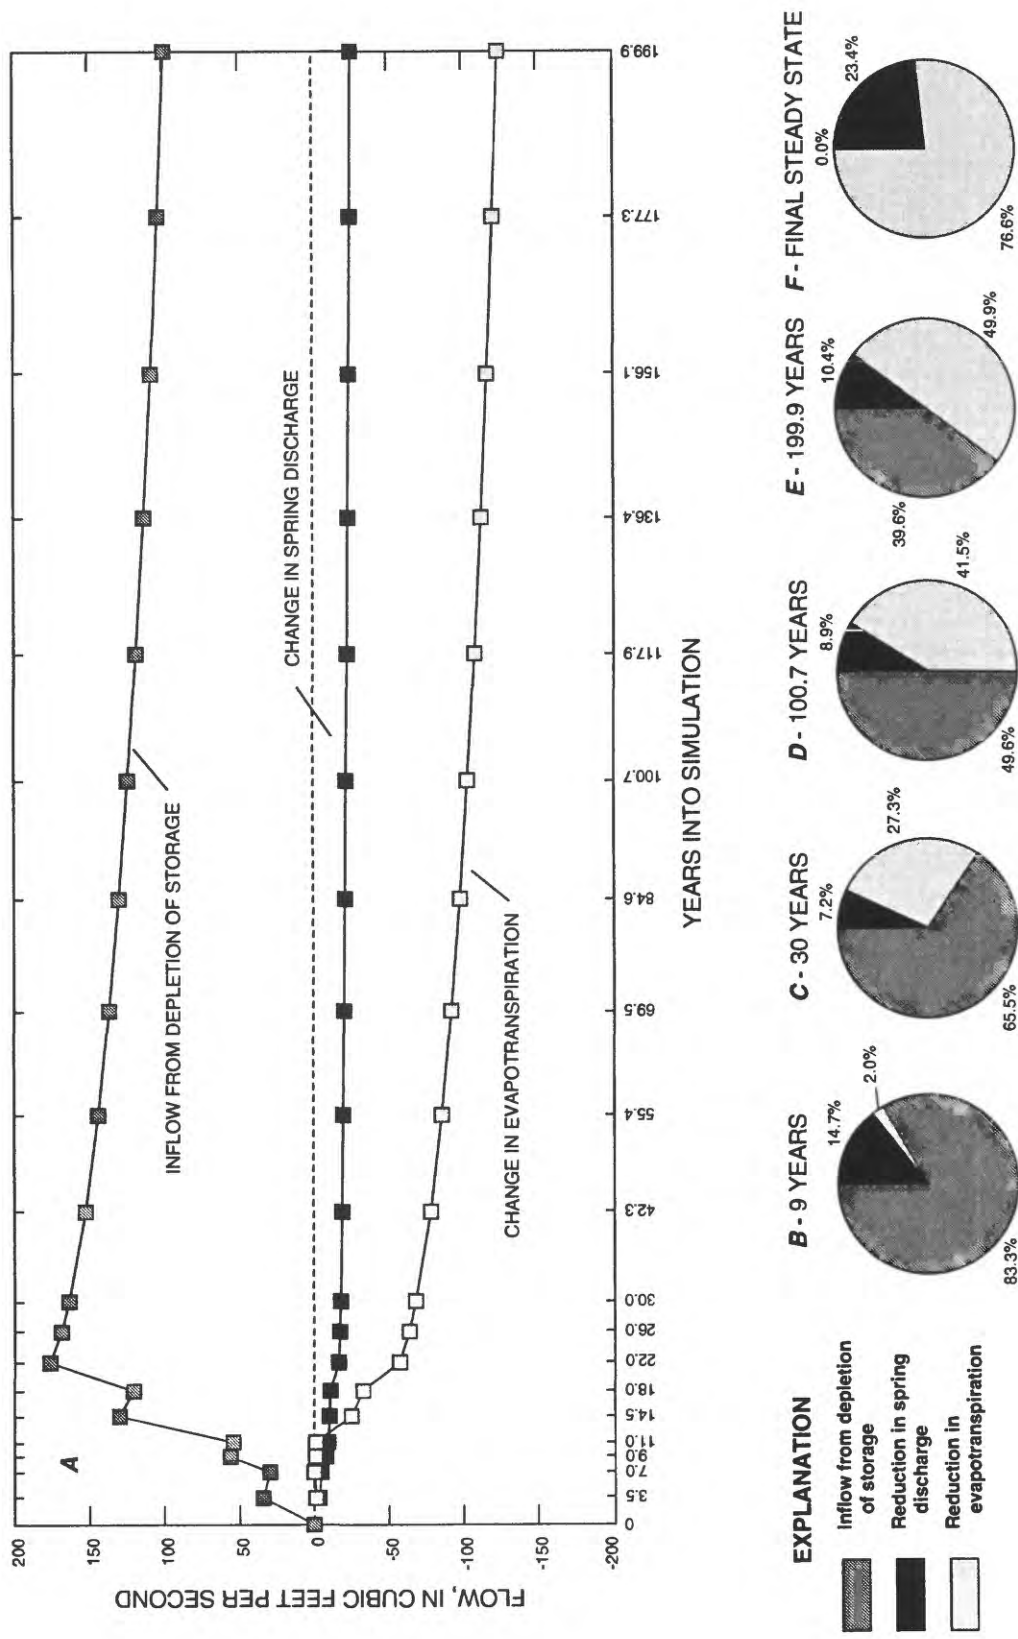 A
200
150
100
50
0
-50
-100
-150
-200
FLOW, IN CUBIC FEET PER SECOND
INFLOW FROM DEPLETION OF STORAGE
CHANGE IN SPRING DISCHARGE
CHANGE IN EVAPOTRANSPIRATION
0
3.5
7.0
9.0
11.0
14.5
18.0
22.0
26.0
30.0
42.3
55.4
69.5
84.6
100.7
117.9
136.4
156.1
177.3
199.9
YEARS INTO SIMULATION
EXPLANATION
Inflow from depletion
of storage
Reduction in spring
discharge
Reduction in
evapotranspiration
B - 9 YEARS
14.7%
2.0%
83.3%
C - 30 YEARS
7.2%
27.3%
65.5%
D - 100.7 YEARS
8.9%
41.5%
49.6%
E - 199.9 YEARS
10.4%
49.9%
39.6%
F - FINAL STEADY STATE
0.0%
23.4%
76.6%